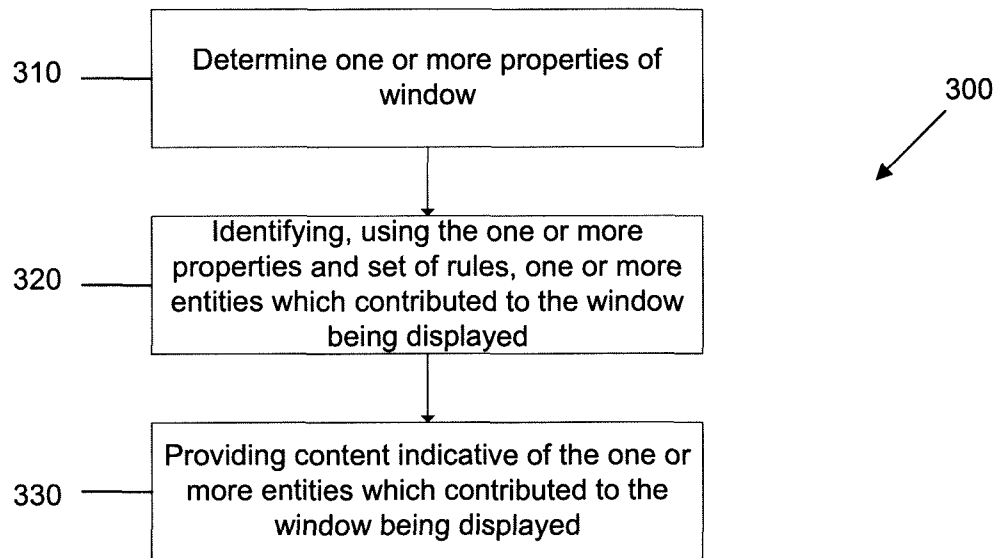 310
Determine one or more properties of
window
300
320
Identifying, using the one or more
properties and set of rules, one or more
entities which contributed to the window
being displayed
330
Providing content indicative of the one or
more entities which contributed to the
window being displayed